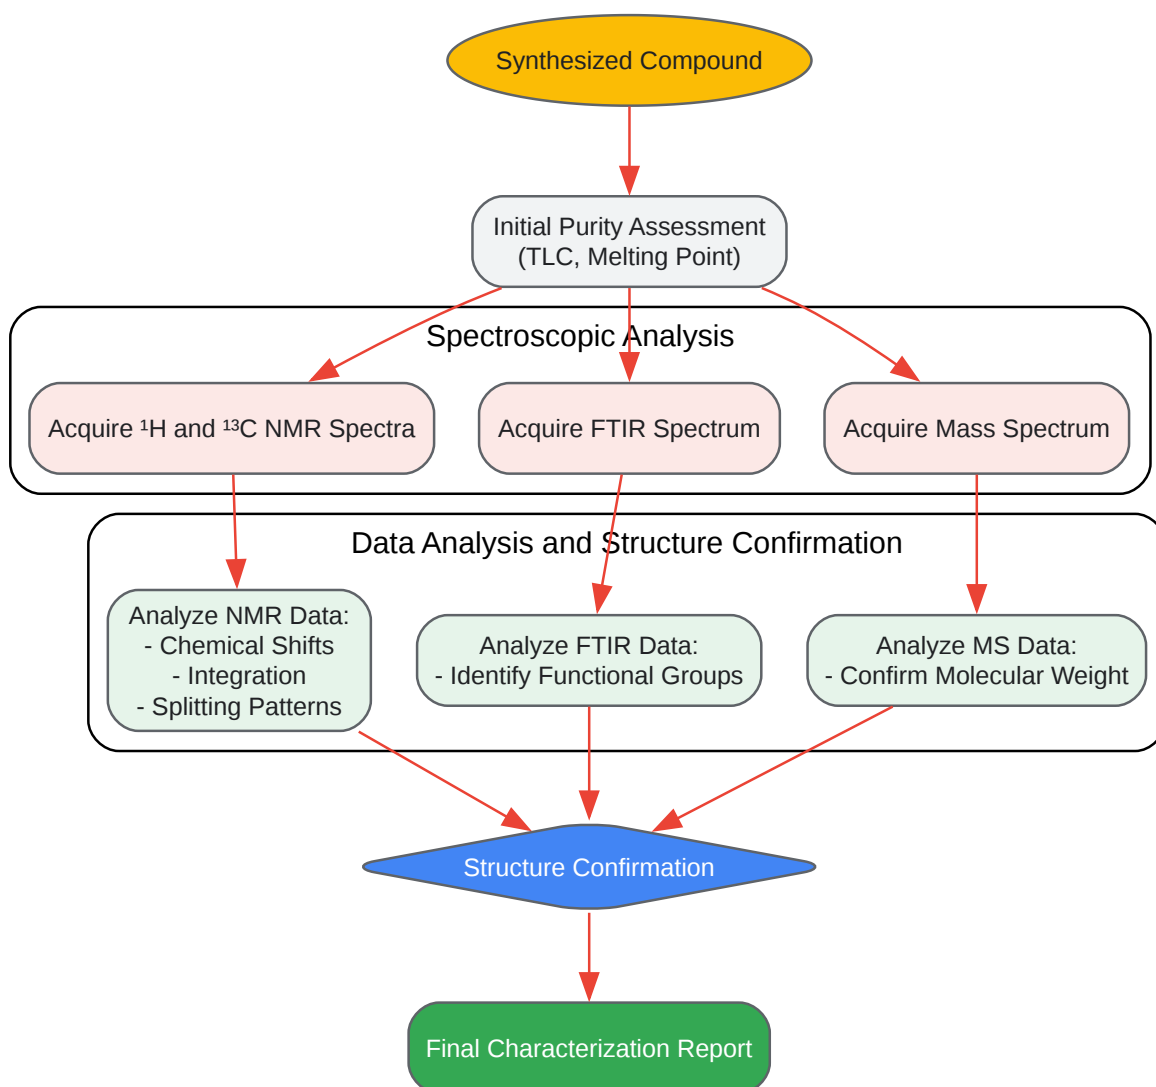 Synthesized Compound
Initial Purity Assessment
(TLC, Melting Point)
Spectroscopic Analysis
Acquire ¹H and ¹³C NMR Spectra
Acquire FTIR Spectrum
Acquire Mass Spectrum
Data Analysis and Structure Confirmation
Analyze NMR Data:
- Chemical Shifts
- Integration
- Splitting Patterns
Analyze FTIR Data:
- Identify Functional Groups
Analyze MS Data:
- Confirm Molecular Weight
Structure Confirmation
Final Characterization Report